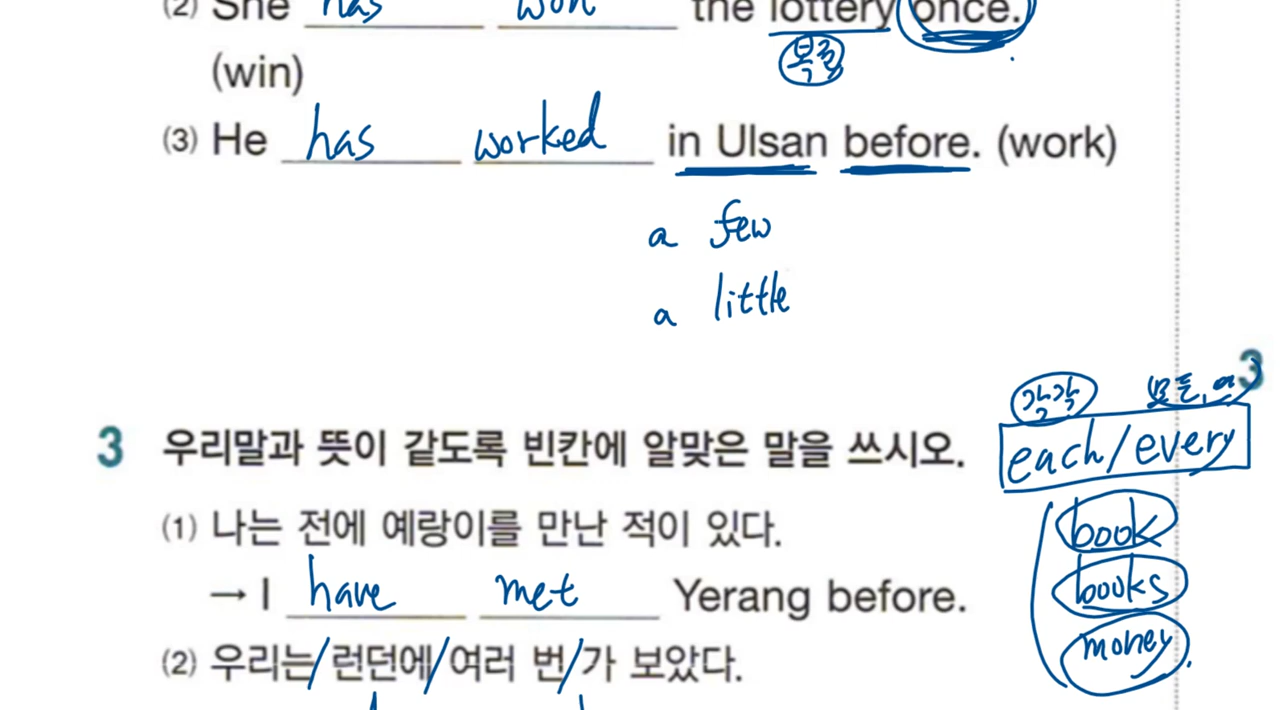 (2) She has won the lottery once.
복권
(win)
(3) He has worked in Ulsan before. (work)
a few
a little
3
각각 모든
each/every
3 우리말과 뜻이 같도록 빈칸에 알맞은 말을 쓰시오.
book
(1) 나는 전에 예랑이를 만난 적이 있다.
books
→ I have met Yerang before.
money
(2) 우리는/런던에/여러 번/가 보았다.